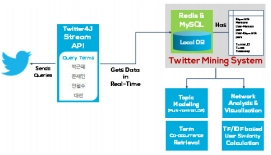 Twitter4J
Stream
API
Query Terms
박근혜
문재인
안철수
대선
Sends
Queries
Gets Data
in
Real-Time
Redis &
MySQL
Local DB
Has
Twitter Mining System
Topic
Modeling
Network
Analysis &
Visualization
Term
Co-occurrence
Retrieval
TF/IDF based
User Similarity
Calculation